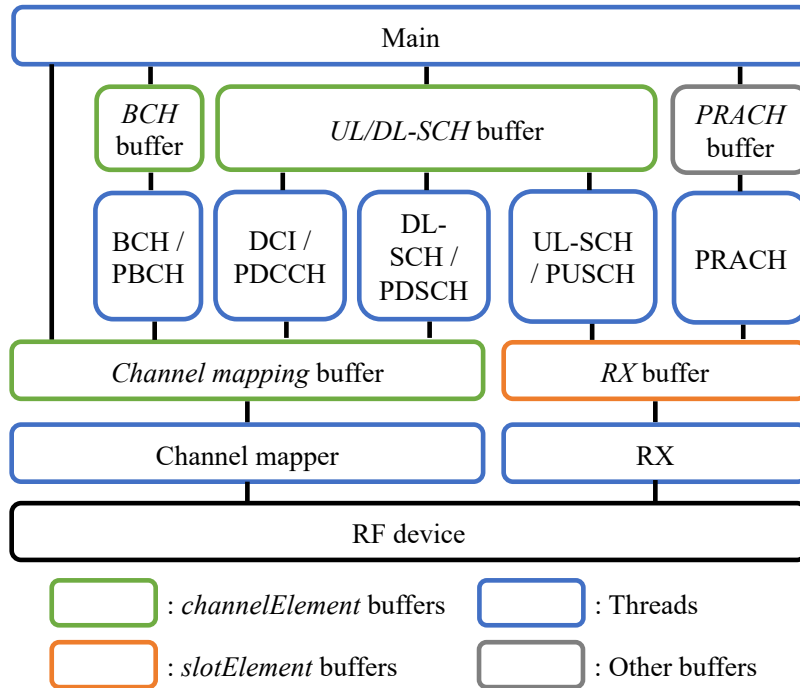 Main
BCH
buffer
UL/DL-SCH buffer
PRACH
buffer
BCH /
PBCH
DCI /
PDCCH
DL-
SCH /
PDSCH
UL-SCH
/ PUSCH
PRACH
Channel mapping buffer
RX buffer
Channel mapper
RX
RF device
: channelElement buffers
: Threads
: slotElement buffers
: Other buffers